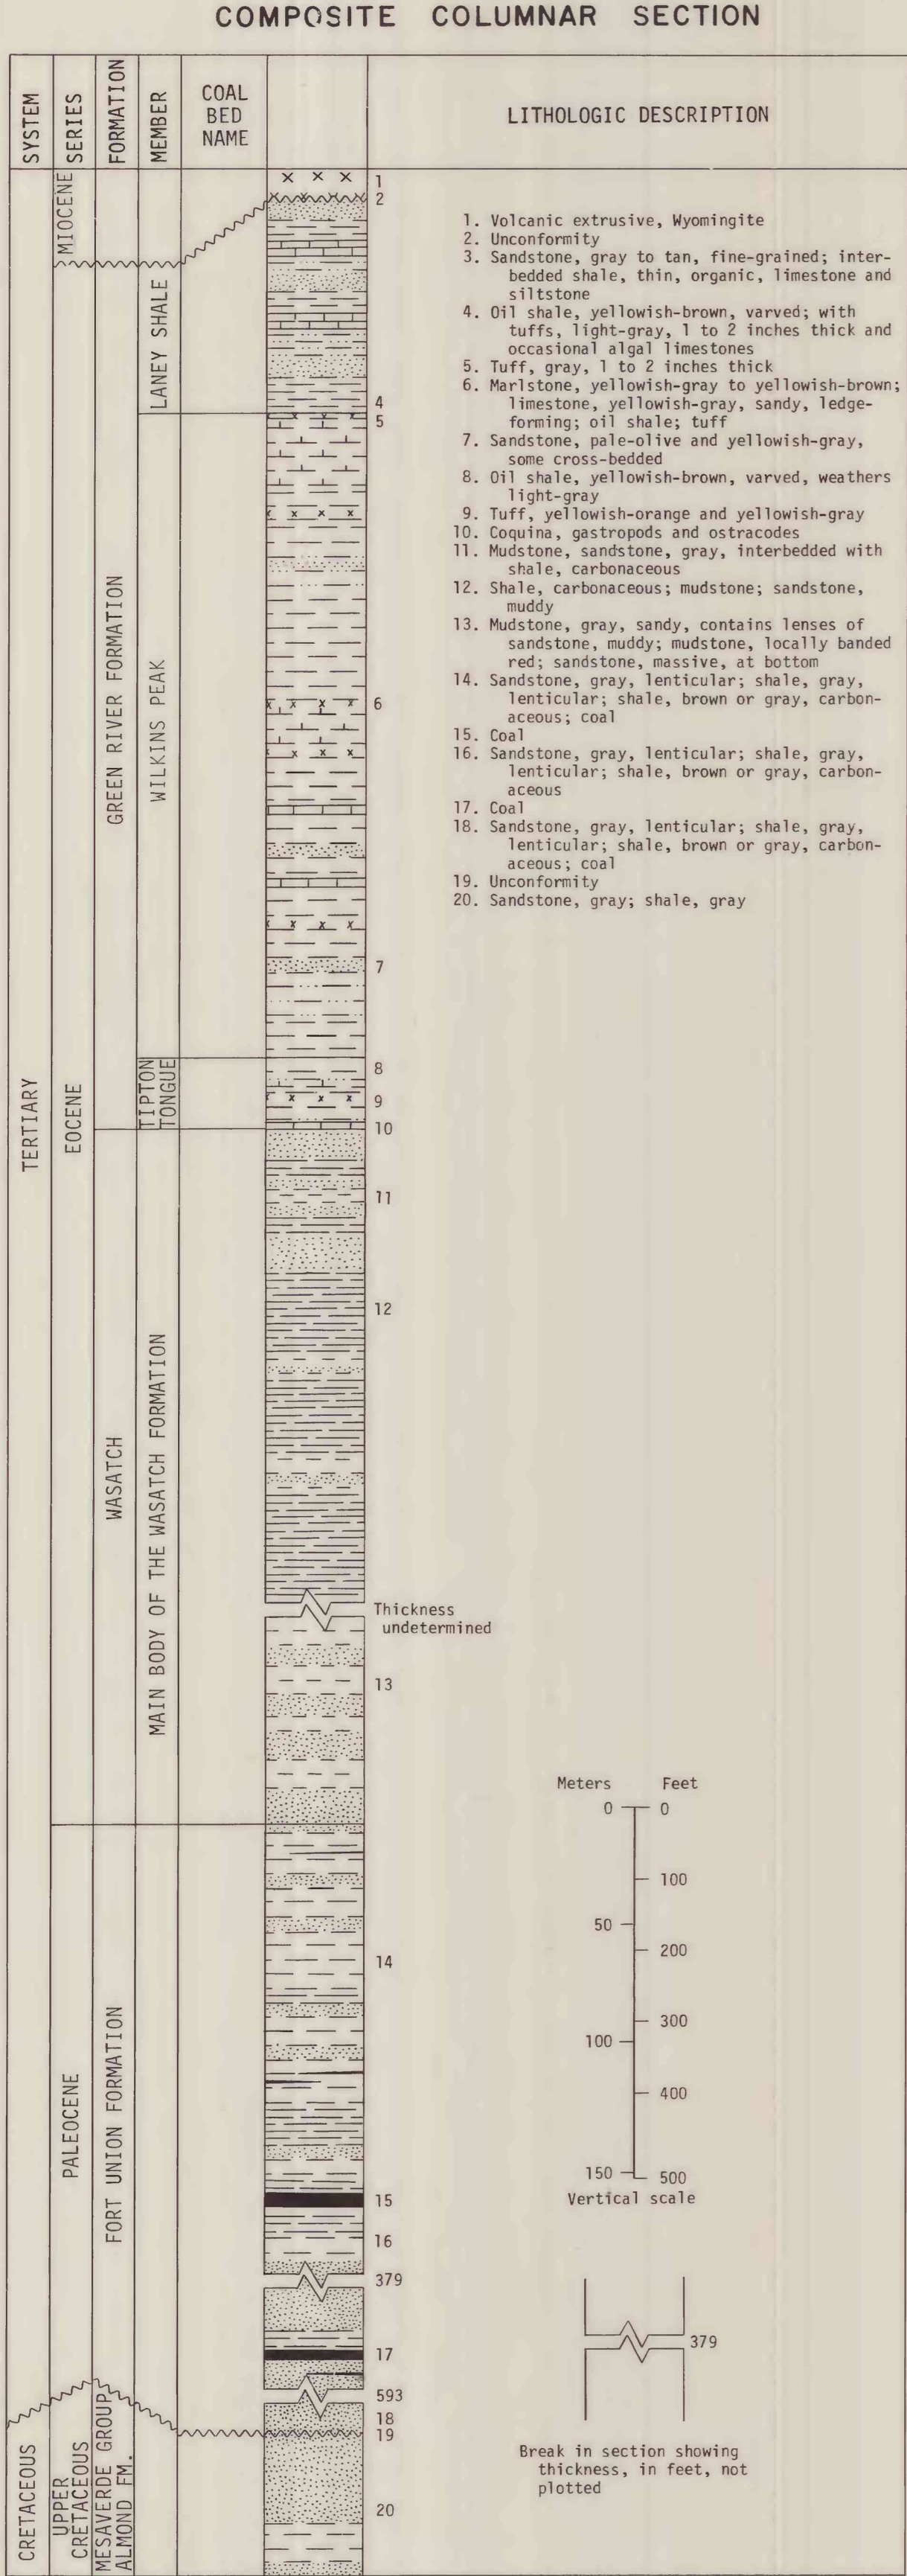 COMPOSITE COLUMNAR SECTION
SYSTEM
SERIES
FORMATION
MEMBER
COAL
BED
NAME
LITHOLOGIC DESCRIPTION
TERTIARY
CRETACEOUS
MIOCENE
EOCENE
PALEOCENE
UPPER
CRETACEOUS
GREEN RIVER FORMATION
WASATCH
FORT UNION FORMATION
MESAVERDE GROUP
ALMOND FM.
LANEY SHALE
WILKINS PEAK
TIPTON
TONGUE
MAIN BODY OF THE WASATCH FORMATION
1
2
4
5
6
7
8
9
10
11
12
Thickness
undetermined
13
14
15
16
379
17
593
18
19
20
1. Volcanic extrusive, Wyomingite
2. Unconformity
3. Sandstone, gray to tan, fine-grained; inter-
bedded shale, thin, organic, limestone and
siltstone
4. Oil shale, yellowish-brown, varved; with
tuffs, light-gray, 1 to 2 inches thick and
occasional algal limestones
5. Tuff, gray, 1 to 2 inches thick
6. Marlstone, yellowish-gray to yellowish-brown;
limestone, yellowish-gray, sandy, ledge-
forming; oil shale; tuff
7. Sandstone, pale-olive and yellowish-gray,
some cross-bedded
8. Oil shale, yellowish-brown, varved, weathers
light-gray
9. Tuff, yellowish-orange and yellowish-gray
10. Coquina, gastropods and ostracodes
11. Mudstone, sandstone, gray, interbedded with
shale, carbonaceous
12. Shale, carbonaceous; mudstone; sandstone,
muddy
13. Mudstone, gray, sandy, contains lenses of
sandstone, muddy; mudstone, locally banded
red; sandstone, massive, at bottom
14. Sandstone, gray, lenticular; shale, gray,
lenticular; shale, brown or gray, carbon-
aceous; coal
15. Coal
16. Sandstone, gray, lenticular; shale, gray,
lenticular; shale, brown or gray, carbon-
aceous
17. Coal
18. Sandstone, gray, lenticular; shale, gray,
lenticular; shale, brown or gray, carbon-
aceous; coal
19. Unconformity
20. Sandstone, gray; shale, gray
Meters Feet
0 0
100
50
200
300
100
400
150 500
Vertical scale
379
Break in section showing
thickness, in feet, not
plotted